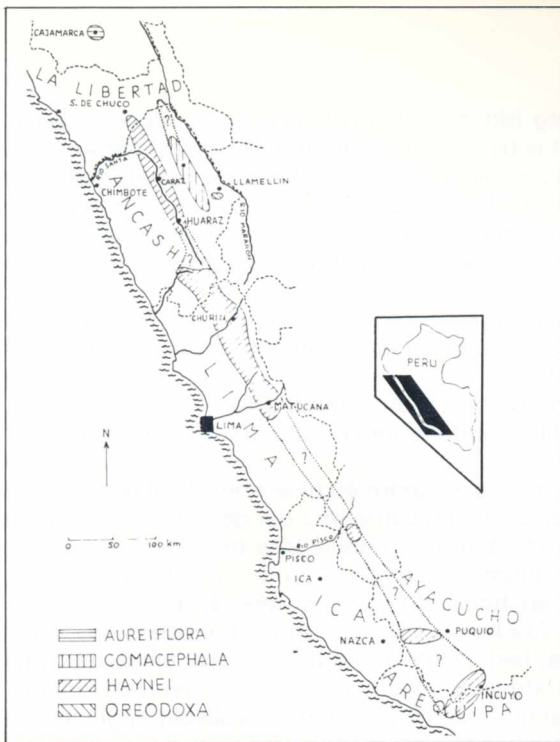 CAJAMARCA
LA LIBERTAD
S. DE CHUCO
?
RIO SANTA
CARAZ
LLAMELLIN
CHIMBOTE
ANCASH
HUARAZ
RIO MARAÑON
?
CHURIN
PERU
LIMA
MATUCANA
LIMA
N
?
0 50 100 km
RIO PISCO
PISCO
ICA
AYACUCHO
?
ICA
PUQUIO
NAZCA
?
INCUYO
AREQUIPA
AUREIFLORA
COMACEPHALA
HAYNEI
OREODOXA